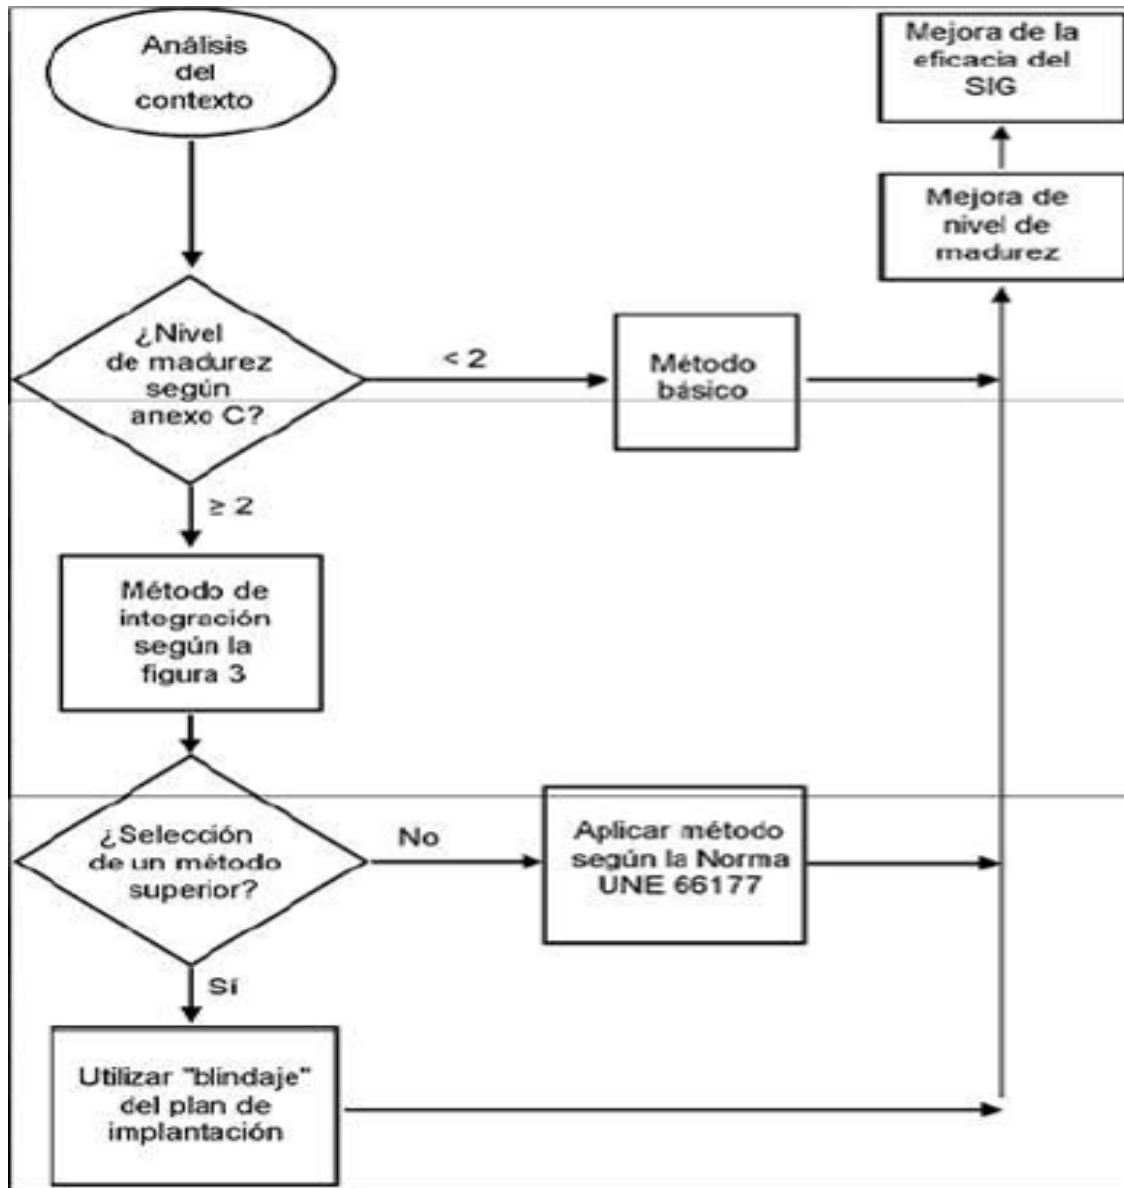 Análisis
del
contexto
Mejora de la
eficacia del
SIG
Mejora de
nivel de
madurez
¿Nivel
de madurez
según
anexo C?
< 2
Método
básico
≥ 2
Método de
integración
según la
figura 3
¿Selección
de un método
superior?
No
Aplicar método
según la Norma
UNE 66177
Sí
Utilizar "blindaje"
del plan de
implantación